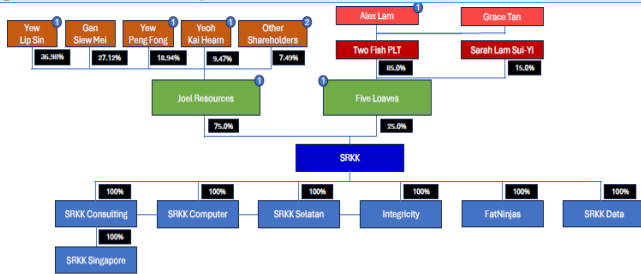 Yew
Lip Sin
1
Gan
Siew Mei
Yew
Peng Fong
1
Yeoh
Kai Hearn
1
Other
Shareholders
2
Alex Lam
1
Grace Tan
36.98%
27.12%
18.94%
9.47%
7.49%
Two Fish PLT
Sarah Lam Sui-Yi
85.0%
15.0%
Joel Resources
1
Five Loaves
1
75.0%
25.0%
SRKK
100%
100%
100%
100%
100%
100%
SRKK Consulting
SRKK Computer
SRKK Selatan
Integricity
FatNinjas
SRKK Data
100%
SRKK Singapore